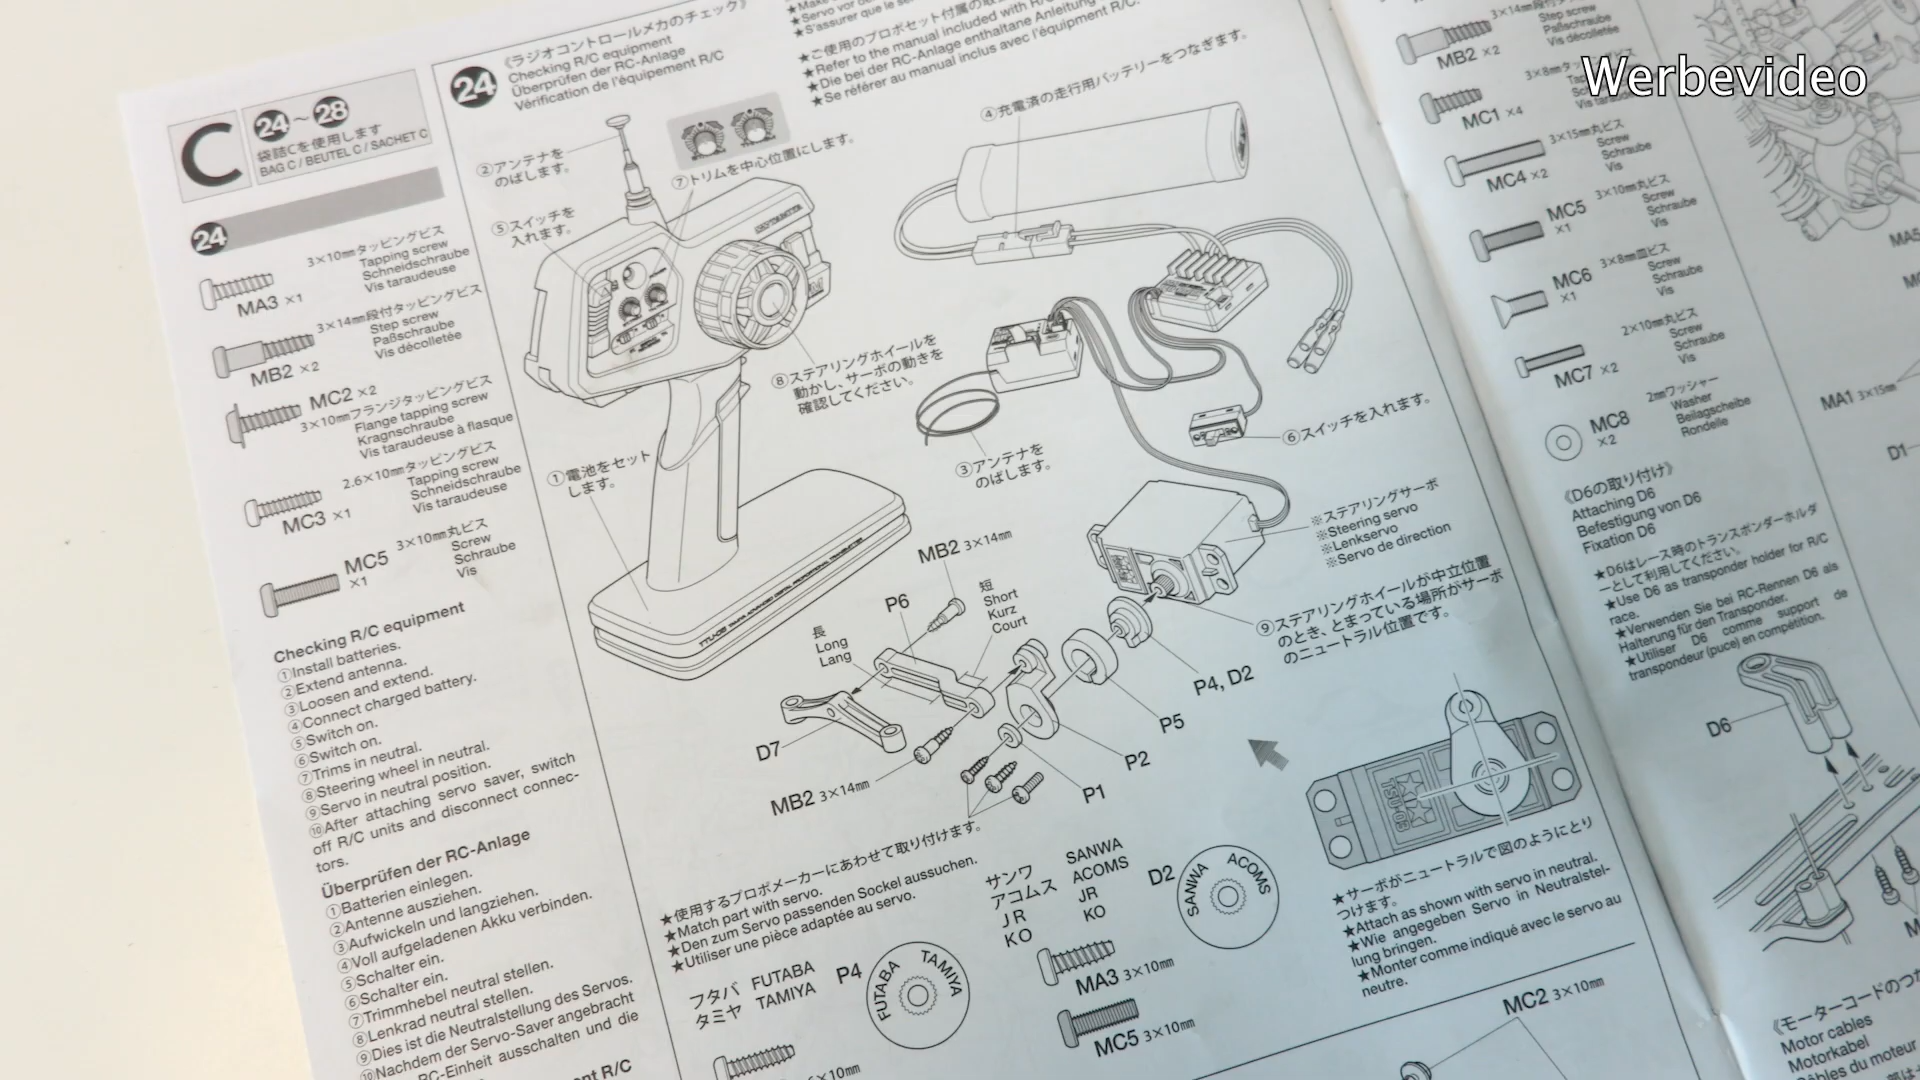 Werbevideo
C
24~28
袋詰Cを使用します
BAG C / BEUTEL C / SACHET C
24
3×10mmタッピングビス
Tapping screw
Schneidschraube
Vis taraudeuse
MA3 ×1
3×14mm段付タッピングビス
Step screw
Paßschraube
Vis décolletée
MB2 ×2
MC2 ×2
3×10mmフランジタッピングビス
Flange tapping screw
Kragnschraube
Vis taraudeuse à flasque
2.6×10mmタッピングビス
Tapping screw
Schneidschraube
Vis taraudeuse
MC3 ×1
3×10mm丸ビス
Screw
Schraube
Vis
MC5
×1
Checking R/C equipment
①Install batteries.
②Extend antenna.
③Loosen and extend.
④Connect charged battery.
⑤Switch on.
⑥Switch on.
⑦Trims in neutral.
⑧Steering wheel in neutral.
⑨Servo in neutral position.
⑩After attaching servo saver, switch
off R/C units and disconnect connec-
tors.
Überprüfen der RC-Anlage
①Batterien einlegen.
②Antenne ausziehen.
③Aufwickeln und langziehen.
④Voll aufgeladenen Akku verbinden.
⑤Schalter ein.
⑥Schalter ein.
⑦Trimmhebel neutral stellen.
⑧Lenkrad neutral stellen.
⑨Dies ist die Neutralstellung des Servos.
⑩Nachdem der Servo-Saver angebracht
RC-Einheit ausschalten und die
24
《ラジオコントロールメカのチェック》
Checking R/C equipment
Überprüfen der RC-Anlage
Vérification de l'équipement R/C
★Servo vor de
★S'assurer que le se
★ご使用のプロポセット付属の取
★Refer to the manual included with R/
★Die bei der RC-Anlage enthaltane Anleitung
★Se référer au manual inclus avec l'équipement R/C.
②アンテナを
のばします。
⑦トリムを中心位置にします。
④充電済の走行用バッテリーをつなぎます。
⑤スイッチを
入れます。
⑧ステアリングホイールを
動かし、サーボの動きを
確認してください。
①電池をセット
します。
③アンテナを
のばします。
⑥スイッチを入れます。
※ステアリングサーボ
※Steering servo
※Lenkservo
※Servo de direction
⑨ステアリングホイールが中立位置
のとき、とまっている場所がサーボ
のニュートラル位置です。
MB2 3×14mm
P6
短
Short
Kurz
Court
長
Long
Lang
D7
MB2 3×14mm
P4, D2
P5
P2
P1
★使用するプロポメーカーにあわせて取り付けます。
★Match part with servo.
★Den zum Servo passenden Sockel aussuchen.
★Utiliser une pièce adaptée au servo.
フタバ FUTABA
タミヤ TAMIYA
P4
FUTABA TAMIYA
サンワ SANWA
アコムス ACOMS
JR JR
KO KO
D2
SANWA ACOMS
MA3 3×10mm
MC5 3×10mm
★サーボがニュートラルで図のようにとり
つけます。
★Attach as shown with servo in neutral.
★Wie angegeben Servo in Neutralstel-
lung bringen.
★Monter comme indiqué avec le servo au
neutre.
MC2 3×10mm
Step screw
Paßschraube
Vis décolletée
MB2 ×2
MC1 ×4
3×15mm丸ビス
Screw
Schraube
Vis
MC4 ×2
3×10mm丸ビス
Screw
Schraube
Vis
MC5
×1
3×8mm皿ビス
Screw
Schraube
Vis
MC6
×1
2×10mm丸ビス
Screw
Schraube
Vis
MC7 ×2
2mmワッシャー
Washer
Beilagscheibe
Rondelle
MC8
×2
《D6の取り付け》
Attaching D6
Befestigung von D6
Fixation D6
★D6はレース時のトランスポンダーホルダ
ーとして利用してください。
★Use D6 as transponder holder for R/C
race.
★Verwenden Sie bei RC-Rennen D6 als
Halterung für den Transponder.
★Utiliser D6 comme support de
transpondeur (puce) en compétition.
D6
MA1 3×15mm
D1
《モーターコードのつな
Motor cables
Motorkabel
Câbles du moteur